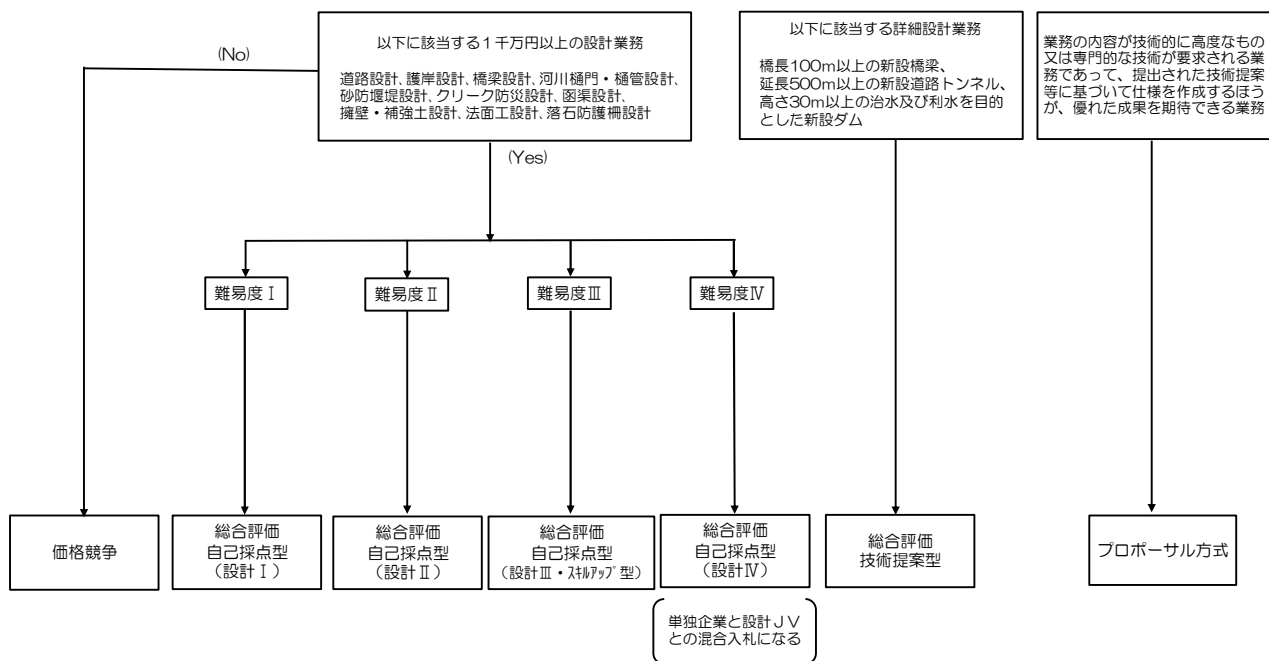 (No)
以下に該当する１千万円以上の設計業務
道路設計、護岸設計、橋梁設計、河川樋門・樋管設計、
砂防堰堤設計、クリーク防災設計、函渠設計、
擁壁・補強土設計、法面工設計、落石防護柵設計
(Yes)
以下に該当する詳細設計業務
橋長100m以上の新設橋梁、
延長500m以上の新設道路トンネル、
高さ30m以上の治水及び利水を目的
とした新設ダム
業務の内容が技術的に高度なもの
又は専門的な技術が要求される業
務であって、提出された技術提案
等に基づいて仕様を作成するほう
が、優れた成果を期待できる業務
難易度Ⅰ
難易度Ⅱ
難易度Ⅲ
難易度Ⅳ
価格競争
総合評価
自己採点型
（設計Ⅰ）
総合評価
自己採点型
（設計Ⅱ）
総合評価
自己採点型
（設計Ⅲ・ｽｷﾙｱｯﾌﾟ型）
総合評価
自己採点型
（設計Ⅳ）
総合評価
技術提案型
プロポーサル方式
単独企業と設計ＪＶ
との混合入札になる